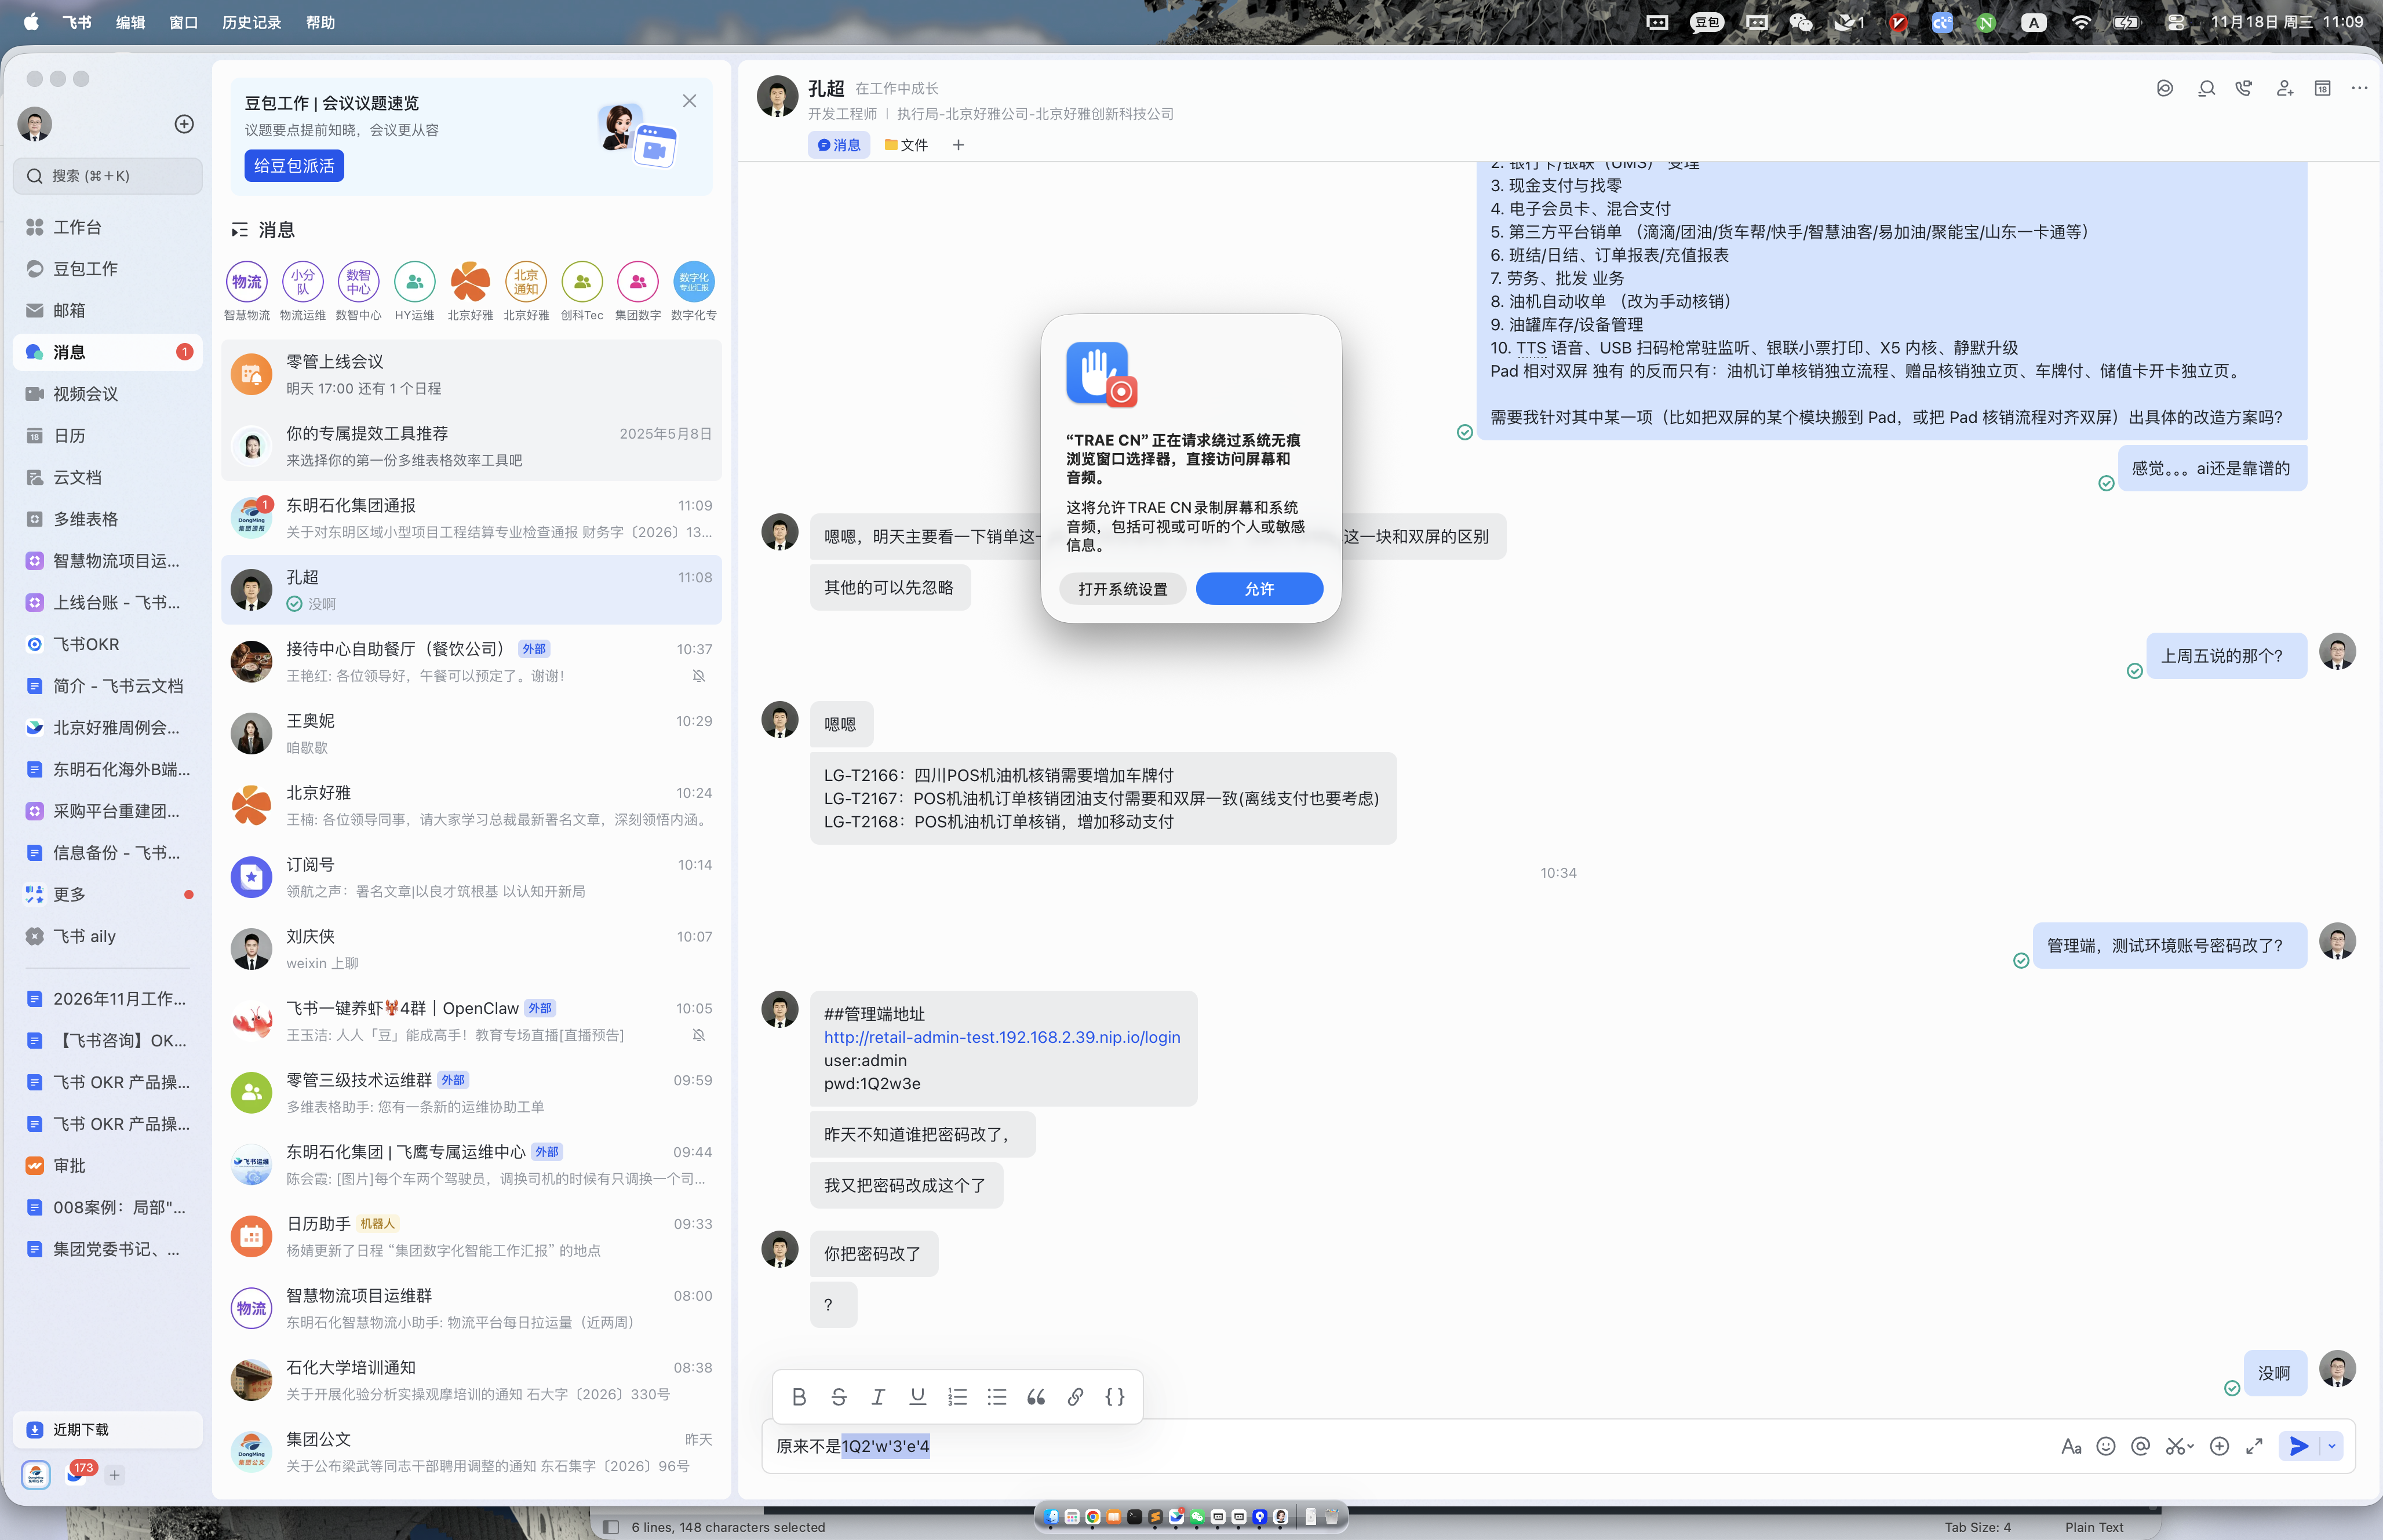 飞书 编辑 窗口 历史记录 帮助
豆包
1
A
11月18日 周三 11:09
搜索 (⌘+K)
工作台
豆包工作
邮箱
消息 1
视频会议
18 日历
云文档
多维表格
智慧物流项目运...
上线台账 - 飞书...
飞书OKR
简介 - 飞书云文档
北京好雅周例会...
东明石化海外B端...
采购平台重建团...
信息备份 - 飞书...
更多
飞书 aily
2026年11月工作...
【飞书咨询】OK...
飞书 OKR 产品操...
飞书 OKR 产品操...
审批
008案例：局部"...
集团党委书记、...
近期下载
173
豆包工作 | 会议议题速览
议题要点提前知晓，会议更从容
给豆包派活
消息
物流 小分队 数智中心 北京通知 数字化专业汇报
智慧物流 物流运维 数智中心 HY运维 北京好雅 北京好雅 创科Tec 集团数字 数字化专
零管上线会议
明天 17:00 还有 1 个日程
你的专属提效工具推荐 2025年5月8日
来选择你的第一份多维表格效率工具吧
1
东明石化集团通报 11:09
关于对东明区域小型项目工程结算专业检查通报 财务字〔2026〕13...
孔超 11:08
没啊
接待中心自助餐厅（餐饮公司） 外部 10:37
王艳红: 各位领导好，午餐可以预定了。谢谢！
王奥妮 10:29
咱歇歇
北京好雅 10:24
王楠: 各位领导同事，请大家学习总裁最新署名文章，深刻领悟内涵。
订阅号 10:14
领航之声：署名文章|以良才筑根基 以认知开新局
刘庆侠 10:07
weixin 上聊
飞书一键养虾🦞4群｜OpenClaw 外部 10:05
王玉洁: 人人「豆」能成高手！教育专场直播[直播预告]
零管三级技术运维群 外部 09:59
多维表格助手: 您有一条新的运维协助工单
东明石化集团 | 飞鹰专属运维中心 外部 09:44
陈会霞: [图片]每个车两个驾驶员，调换司机的时候有只调换一个司...
日历助手 机器人 09:33
杨婧更新了日程 “集团数字化智能工作汇报” 的地点
物流
智慧物流项目运维群 08:00
东明石化智慧物流小助手: 物流平台每日拉运量（近两周）
石化大学培训通知 08:38
关于开展化验分析实操观摩培训的通知 石大字〔2026〕330号
集团公文 昨天
关于公布梁武等同志干部聘用调整的通知 东石集字〔2026〕96号
孔超 在工作中成长
开发工程师 | 执行局-北京好雅公司-北京好雅创新科技公司
18
消息 文件
2. 银行卡/银联（UMS） 受理
3. 现金支付与找零
4. 电子会员卡、混合支付
5. 第三方平台销单 （滴滴/团油/货车帮/快手/智慧油客/易加油/聚能宝/山东一卡通等）
6. 班结/日结、订单报表/充值报表
7. 劳务、批发 业务
8. 油机自动收单 （改为手动核销）
9. 油罐库存/设备管理
10. TTS 语音、USB 扫码枪常驻监听、银联小票打印、X5 内核、静默升级
Pad 相对双屏 独有 的反而只有：油机订单核销独立流程、赠品核销独立页、车牌付、储值卡开卡独立页。
需要我针对其中某一项（比如把双屏的某个模块搬到 Pad，或把 Pad 核销流程对齐双屏）出具体的改造方案吗？
感觉。。。ai还是靠谱的
“TRAE CN” 正在请求绕过系统无痕
浏览窗口选择器，直接访问屏幕和
音频。
这将允许 TRAE CN 录制屏幕和系统
音频，包括可视或可听的个人或敏感
信息。
打开系统设置 允许
嗯嗯，明天主要看一下销单这一 这一块和双屏的区别
其他的可以先忽略
上周五说的那个？
嗯嗯
LG-T2166：四川POS机油机核销需要增加车牌付
LG-T2167：POS机油机订单核销团油支付需要和双屏一致(离线支付也要考虑)
LG-T2168：POS机油机订单核销，增加移动支付
10:34
管理端，测试环境账号密码改了？
##管理端地址
http://retail-admin-test.192.168.2.39.nip.io/login
user:admin
pwd:1Q2w3e
昨天不知道谁把密码改了，
我又把密码改成这个了
你把密码改了
？
没啊
原来不是1Q2'w'3'e'4
6 lines, 148 characters selected
Tab Size: 4
Plain Text